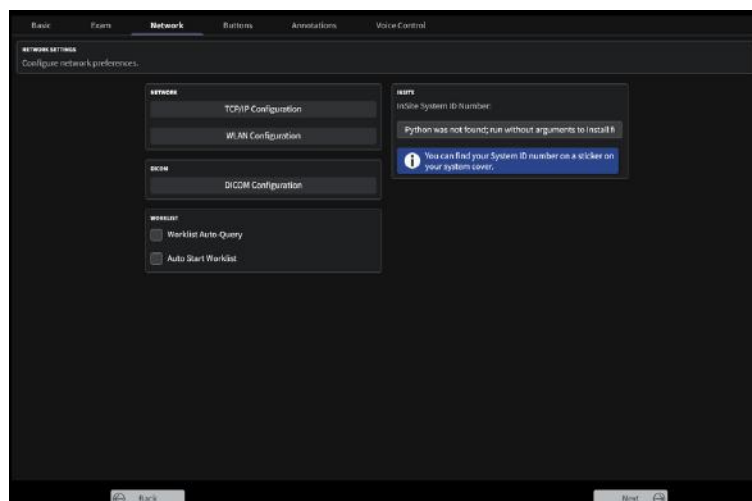 Basic Exam Network Buttons Annotations Voice Control
NETWORK SETTINGS
Configure network preferences.
NETWORK
TCP/IP Configuration
WLAN Configuration
DICOM
DICOM Configuration
WORKLIST
Worklist Auto-Query
Auto Start Worklist
INSITE
InSite System ID Number:
Python was not found; run without arguments to install fi
You can find your System ID number on a sticker on
your system cover.
Back Next